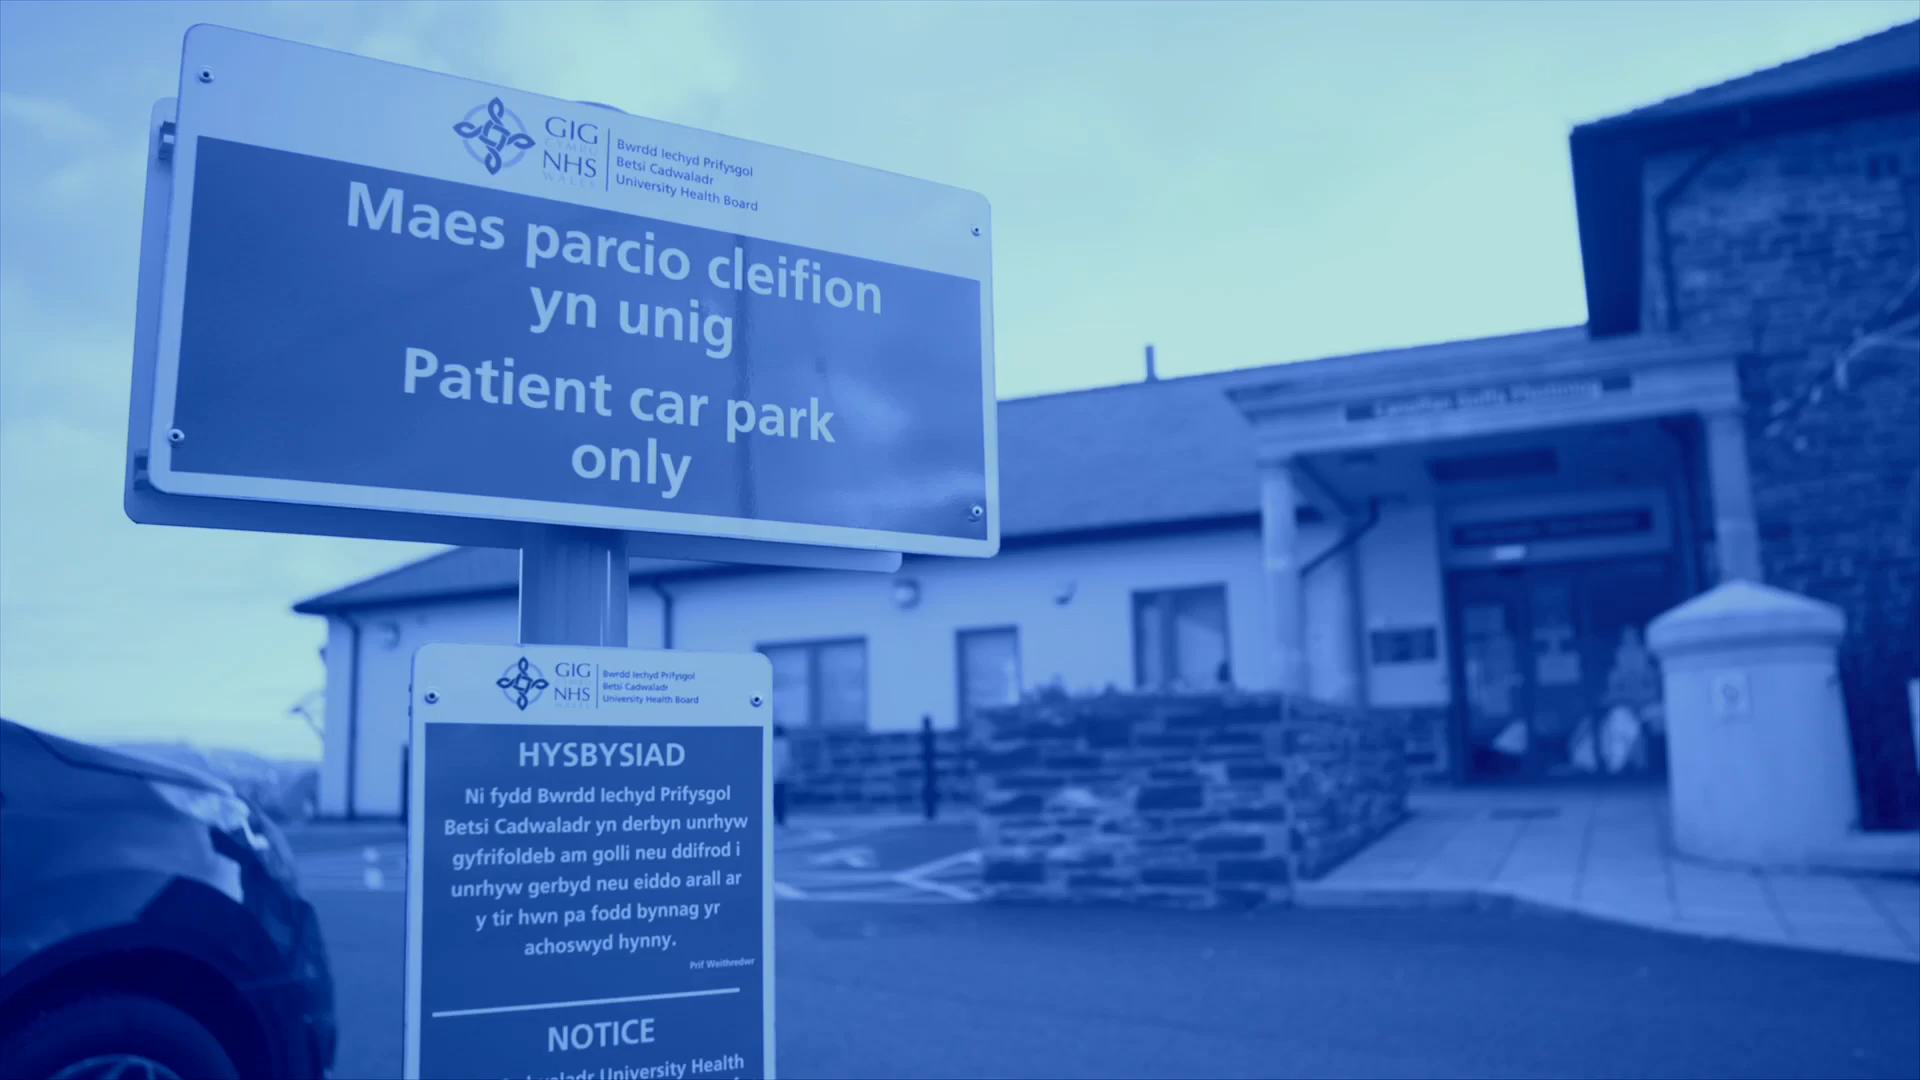 GIG
CYMRU
NHS
WALES
Bwrdd Iechyd Prifysgol
Betsi Cadwaladr
University Health Board
Maes parcio cleifion
yn unig
Patient car park
only
GIG
CYMRU
NHS
WALES
Bwrdd Iechyd Prifysgol
Betsi Cadwaladr
University Health Board
HYSBYSIAD
Ni fydd Bwrdd Iechyd Prifysgol
Betsi Cadwaladr yn derbyn unrhyw
gyfrifoldeb am golli neu ddifrod i
unrhyw gerbyd neu eiddo arall ar
y tir hwn pa fodd bynnag yr
achoswyd hynny.
Prif Weithredwr
NOTICE
University Health